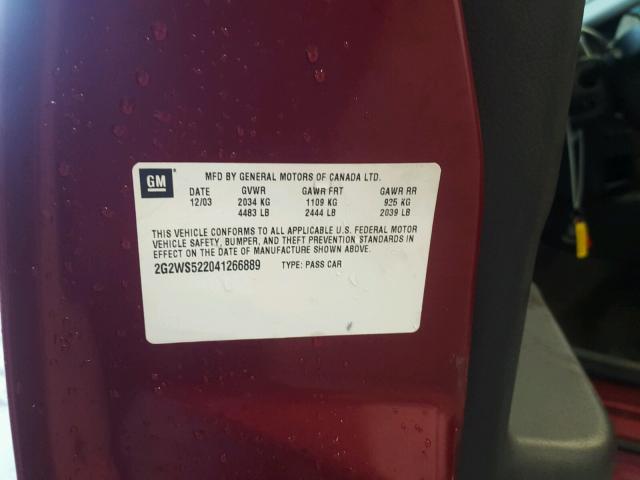 GM
MFD BY GENERAL MOTORS OF CANADA LTD.
DATE GVWR GAWR FRT GAWR RR
12/03 2034 KG 1109 KG 925 KG
4483 LB 2444 LB 2039 LB
THIS VEHICLE CONFORMS TO ALL APPLICABLE U.S. FEDERAL MOTOR
VEHICLE SAFETY, BUMPER, AND THEFT PREVENTION STANDARDS IN
EFFECT ON THE DATE OF MANUFACTURE SHOWN ABOVE.
2G2WS522041266889 TYPE: PASS CAR